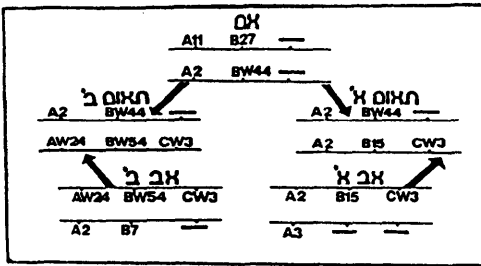 אם
A11 B27 —
A2 BW44 —
תאום ב' תאום א'
A2 BW44 — A2 BW44 —
AW24 BW54 CW3 A2 B15 CW3
אב ב' אב א'
AW24 BW54 CW3 A2 B15 CW3
A2 B7 — A3 — —